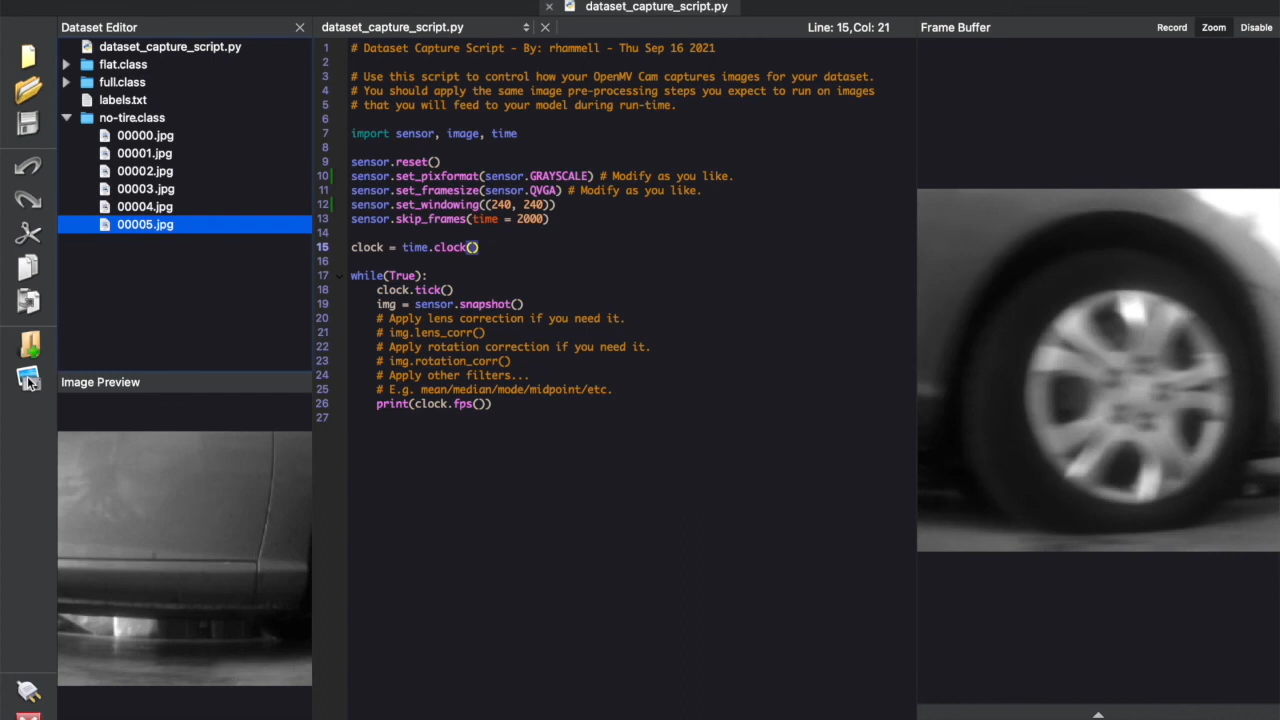 dataset_capture_script.py
Dataset Editor
dataset_capture_script.py
flat.class
full.class
labels.txt
no-tire.class
00000.jpg
00001.jpg
00002.jpg
00003.jpg
00004.jpg
00005.jpg
Image Preview
dataset_capture_script.py
Line: 15, Col: 21
1 # Dataset Capture Script - By: rhammell - Thu Sep 16 2021
2
3 # Use this script to control how your OpenMV Cam captures images for your dataset.
4 # You should apply the same image pre-processing steps you expect to run on images
5 # that you will feed to your model during run-time.
6
7 import sensor, image, time
8
9 sensor.reset()
10 sensor.set_pixformat(sensor.GRAYSCALE) # Modify as you like.
11 sensor.set_framesize(sensor.QVGA) # Modify as you like.
12 sensor.set_windowing((240, 240))
13 sensor.skip_frames(time = 2000)
14
15 clock = time.clock()
16
17 while(True):
18 clock.tick()
19 img = sensor.snapshot()
20 # Apply lens correction if you need it.
21 # img.lens_corr()
22 # Apply rotation correction if you need it.
23 # img.rotation_corr()
24 # Apply other filters...
25 # E.g. mean/median/mode/midpoint/etc.
26 print(clock.fps())
27
Frame Buffer
Record Zoom Disable